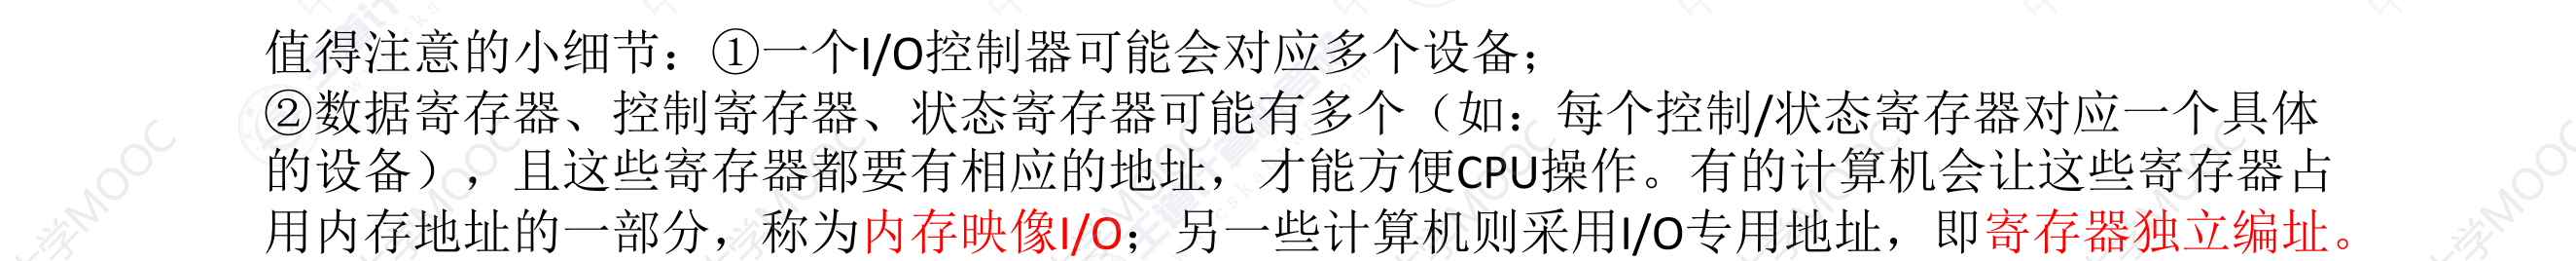 值得注意的小细节：①一个I/O控制器可能会对应多个设备；
②数据寄存器、控制寄存器、状态寄存器可能有多个（如：每个控制/状态寄存器对应一个具体
的设备），且这些寄存器都要有相应的地址，才能方便CPU操作。有的计算机会让这些寄存器占
用内存地址的一部分，称为内存映像I/O；另一些计算机则采用I/O专用地址，即寄存器独立编址。